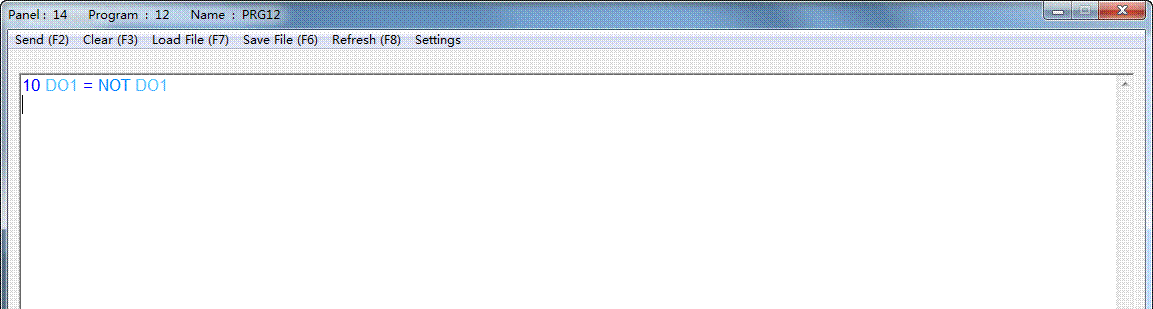 Panel : 14 Program : 12 Name : PRG12
Send (F2) Clear (F3) Load File (F7) Save File (F6) Refresh (F8) Settings
10 DO1 = NOT DO1